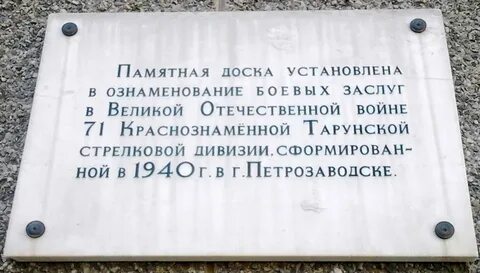 Памятная доска установлена
в ознаменование боевых заслуг
в Великой Отечественной войне
71 Краснознамённой Тарунской
стрелковой дивизии, сформирован-
ной в 1940 г. в г. Петрозаводске.